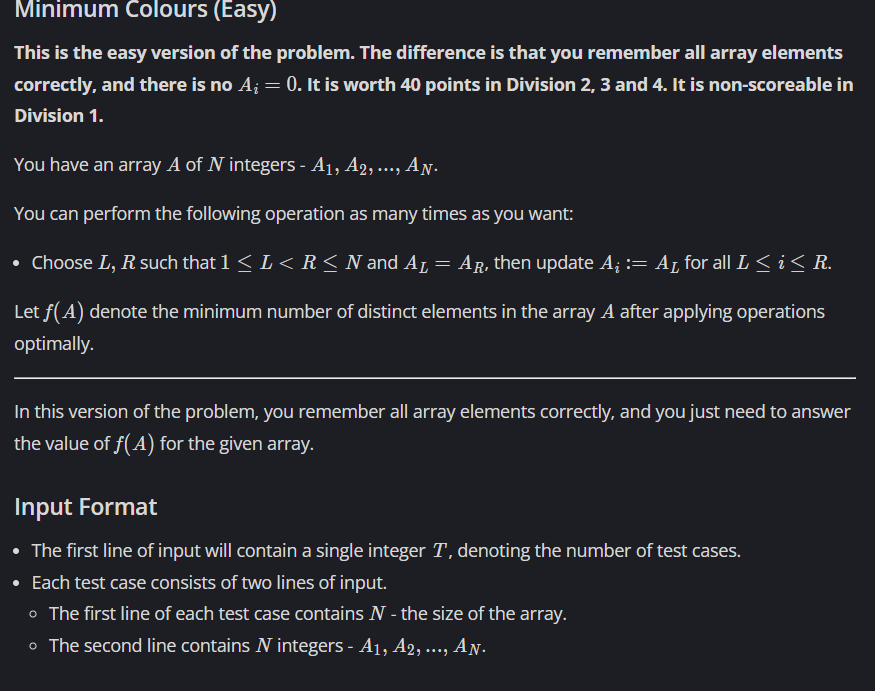 Minimum Colours (Easy)
This is the easy version of the problem. The difference is that you remember all array elements
correctly, and there is no A_i = 0. It is worth 40 points in Division 2, 3 and 4. It is non-scoreable in
Division 1.
You have an array A of N integers - A_1, A_2, ..., A_N.
You can perform the following operation as many times as you want:
• Choose L, R such that 1 ≤ L < R ≤ N and A_L = A_R, then update A_i := A_L for all L ≤ i ≤ R.
Let f(A) denote the minimum number of distinct elements in the array A after applying operations
optimally.
In this version of the problem, you remember all array elements correctly, and you just need to answer
the value of f(A) for the given array.
Input Format
• The first line of input will contain a single integer T, denoting the number of test cases.
• Each test case consists of two lines of input.
◦ The first line of each test case contains N - the size of the array.
◦ The second line contains N integers - A_1, A_2, ..., A_N.